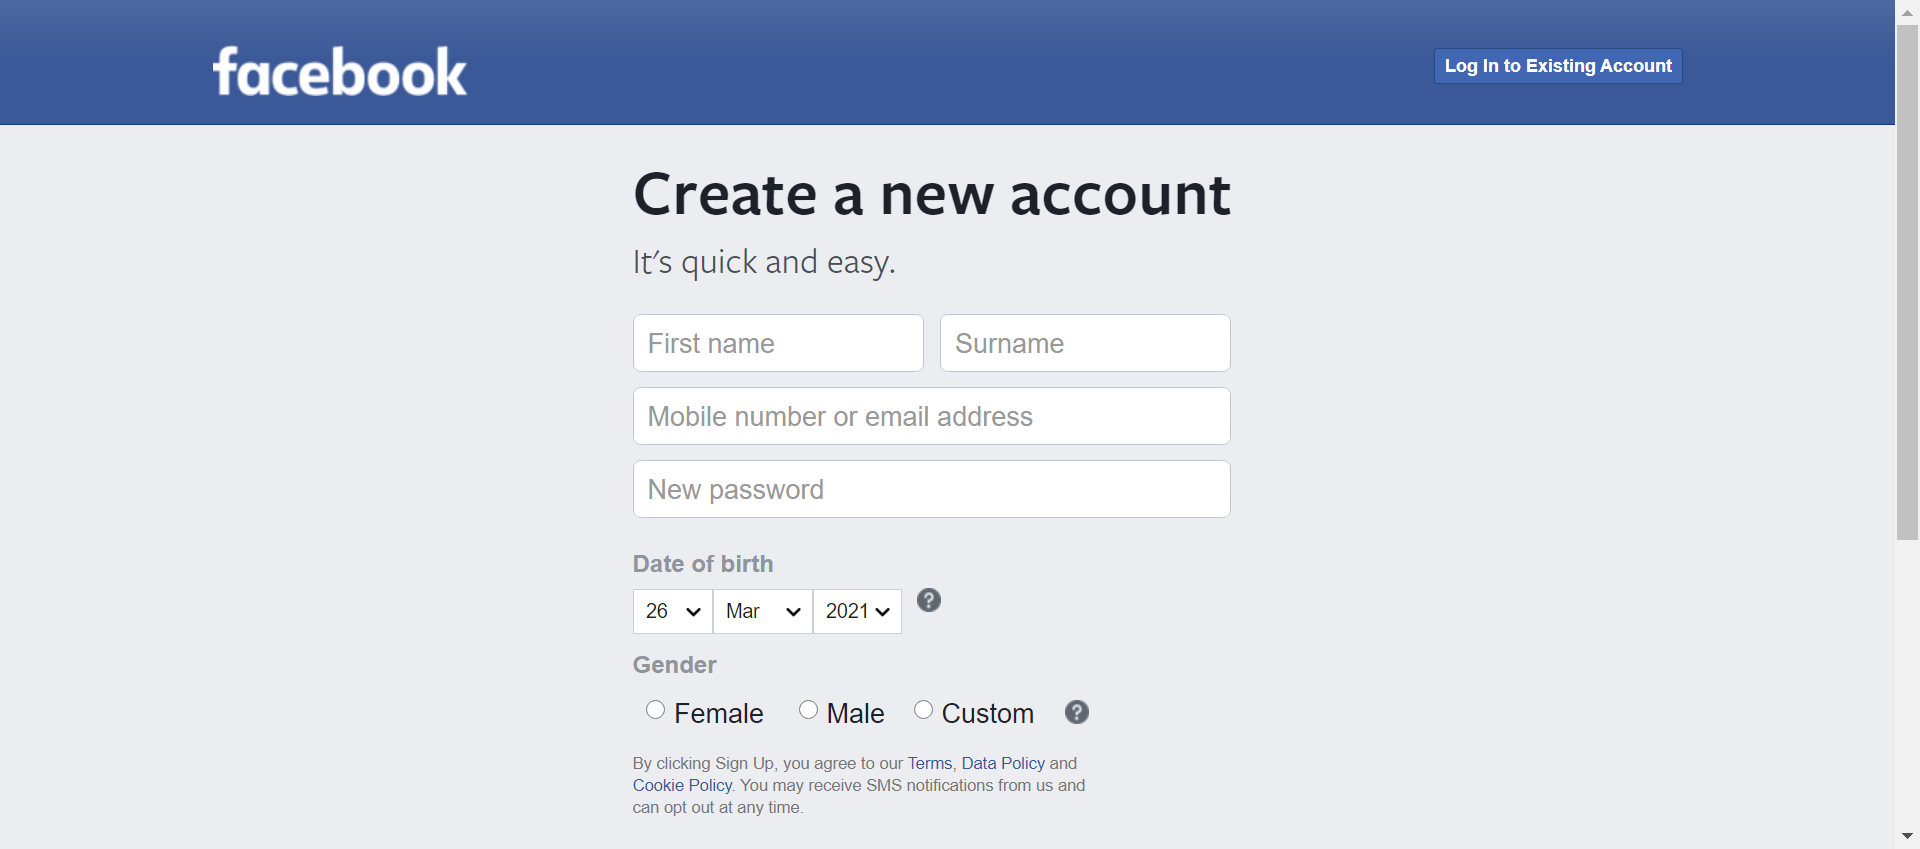 facebook
Log In to Existing Account
Create a new account
It's quick and easy.
First name Surname
Mobile number or email address
New password
Date of birth
26 Mar 2021 ?
Gender
Female Male Custom ?
By clicking Sign Up, you agree to our Terms, Data Policy and
Cookie Policy. You may receive SMS notifications from us and
can opt out at any time.